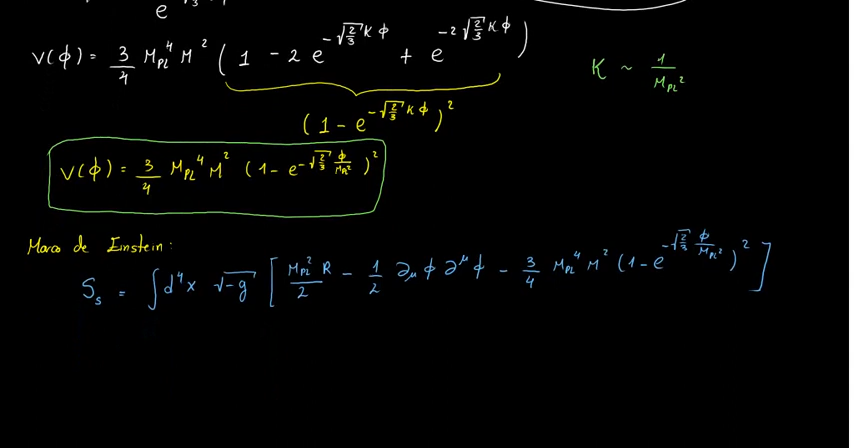 e
V(ϕ) = 3/4 M_PL^4 M^2 ( 1 - 2 e^{-√(2/3) K ϕ} + e^{-2 √(2/3) K ϕ} )
K ~ 1/M_PL^2
( 1 - e^{-√(2/3) K ϕ} )^2
V(ϕ) = 3/4 M_PL^4 M^2 ( 1 - e^{-√(2/3) ϕ/M_PL^2} )^2
Marco de Einstein:
S_s = ∫ d^4 x √-g [ M_PL^2 R / 2 - 1/2 ∂_μ ϕ ∂^μ ϕ - 3/4 M_PL^4 M^2 ( 1 - e^{-√(2/3) ϕ/M_PL^2} )^2 ]